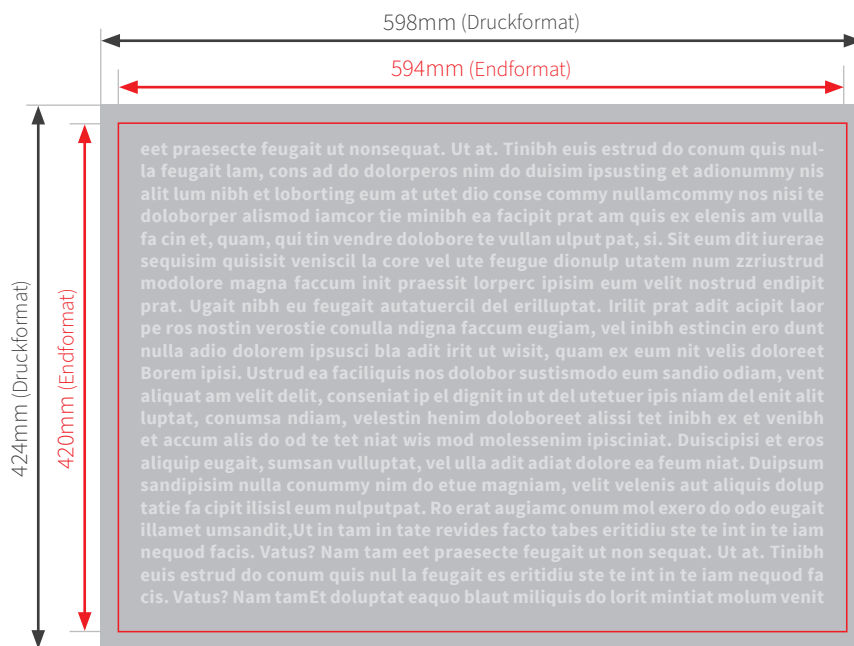 598mm (Druckformat)
594mm (Endformat)
424mm (Druckformat)
420mm (Endformat)
eet praesecte feugait ut nonsequat. Ut at. Tinibh euis estrud do conum quis nul-
la feugait lam, cons ad do dolorperos nim do duisim ipsusting et adionummy nis
alit lum nibh et loborting eum at utet dio conse commy nullamcommy nos nisi te
doloborper alismod iamcor tie minibh ea facipit prat am quis ex elenis am vulla
fa cin et, quam, qui tin vendre dolobore te vullan ulput pat, si. Sit eum dit iurerae
sequisim quisisit veniscil la core vel ute feugue dionulp utatem num zzriustrud
modolore magna faccum init praessit lorperc ipisim eum velit nostrud endipit
prat. Ugait nibh eu feugait autatuercil del erilluptat. Irilit prat adit acipit laor
pe ros nostin verostie conulla ndigna faccum eugiam, vel inibh estincin ero dunt
nulla adio dolorem ipsusci bla adit irit ut wisit, quam ex eum nit velis doloreet
Borem ipisi. Ustrud ea faciliquis nos dolobor sustismodo eum sandio odiam, vent
aliquat am velit delit, conseniat ip el dignim in ut del utetuer ipis niam del enit alit
luptat, conumsa ndiam, velestin henim doloboreet alissi tet inibh ex et venibh
et accum alis do od te tet niat wis mod moessenim ipisciniat. Duiscipisi et eros
aliquip eugait, sumsan vulluptat, vel ulla adit adiat dolore ea feum niat. Duipsum
sandipisim nulla conummy nim do etue magniam, velit velenis aut aliquis dolup
tatie fa cipit ilisisl eum nulputpat. Ro erat augiamc onum mol exero do odo eugait
illamet umsandit,Ut in tam in tate revides facto tabes eritidiu ste te int in te iam
nequod facis. Vatus? Nam tam eet praesecte feugait ut non sequat. Ut at. Tinibh
euis estrud do conum quis nul la feugait es eritidiu ste te int in te iam nequod fa
cis. Vatus? Nam tamEt doluptat eaquo blaut miliquis do lorit mintiat molum venit